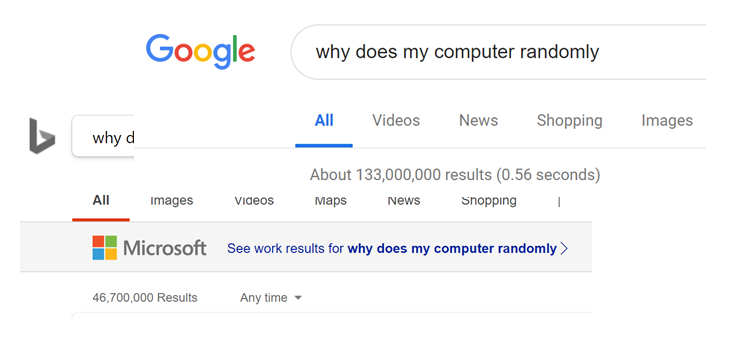 Google why does my computer randomly
All Videos News Shopping Images
why d
About 133,000,000 results (0.56 seconds)
All Images Videos Maps News Shopping
Microsoft See work results for why does my computer randomly >
46,700,000 Results Any time